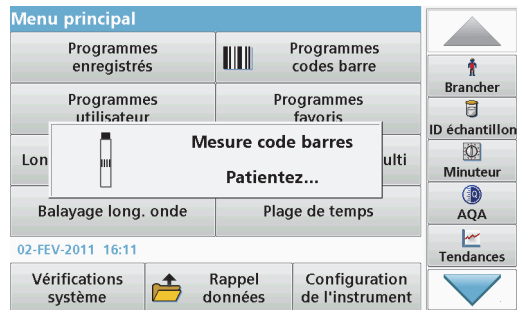 Menu principal
Programmes
enregistrés
Programmes
codes barre
Programmes
utilisateur
Programmes
favoris
Mesure code barres
Patientez...
Lon
ulti
Balayage long. onde
Plage de temps
02-FEV-2011 16:11
Vérifications
système
Rappel
données
Configuration
de l'instrument
Brancher
ID échantillon
Minuteur
AQA
Tendances